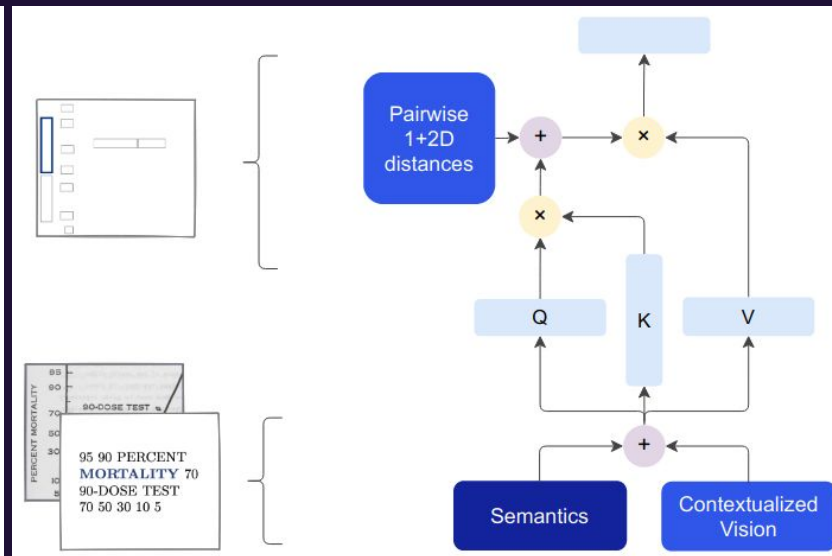 Pairwise
1+2D
distances
+
×
×
Q
K
V
+
Semantics
Contextualized
Vision
95
90
70
50
30
10
5
PERCENT MORTALITY
90-DOSE TEST
95 90 PERCENT
MORTALITY 70
90-DOSE TEST
70 50 30 10 5